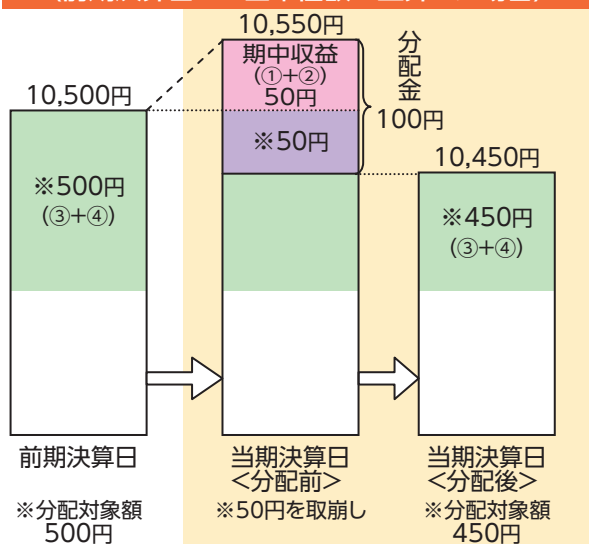 10,550円
期中収益
(①+②)
50円
分配金
100円
10,500円
※50円
10,450円
※500円
(③+④)
※450円
(③+④)
前期決算日
当期決算日
<分配前>
当期決算日
<分配後>
※分配対象額
500円
※50円を取崩し
※分配対象額
450円